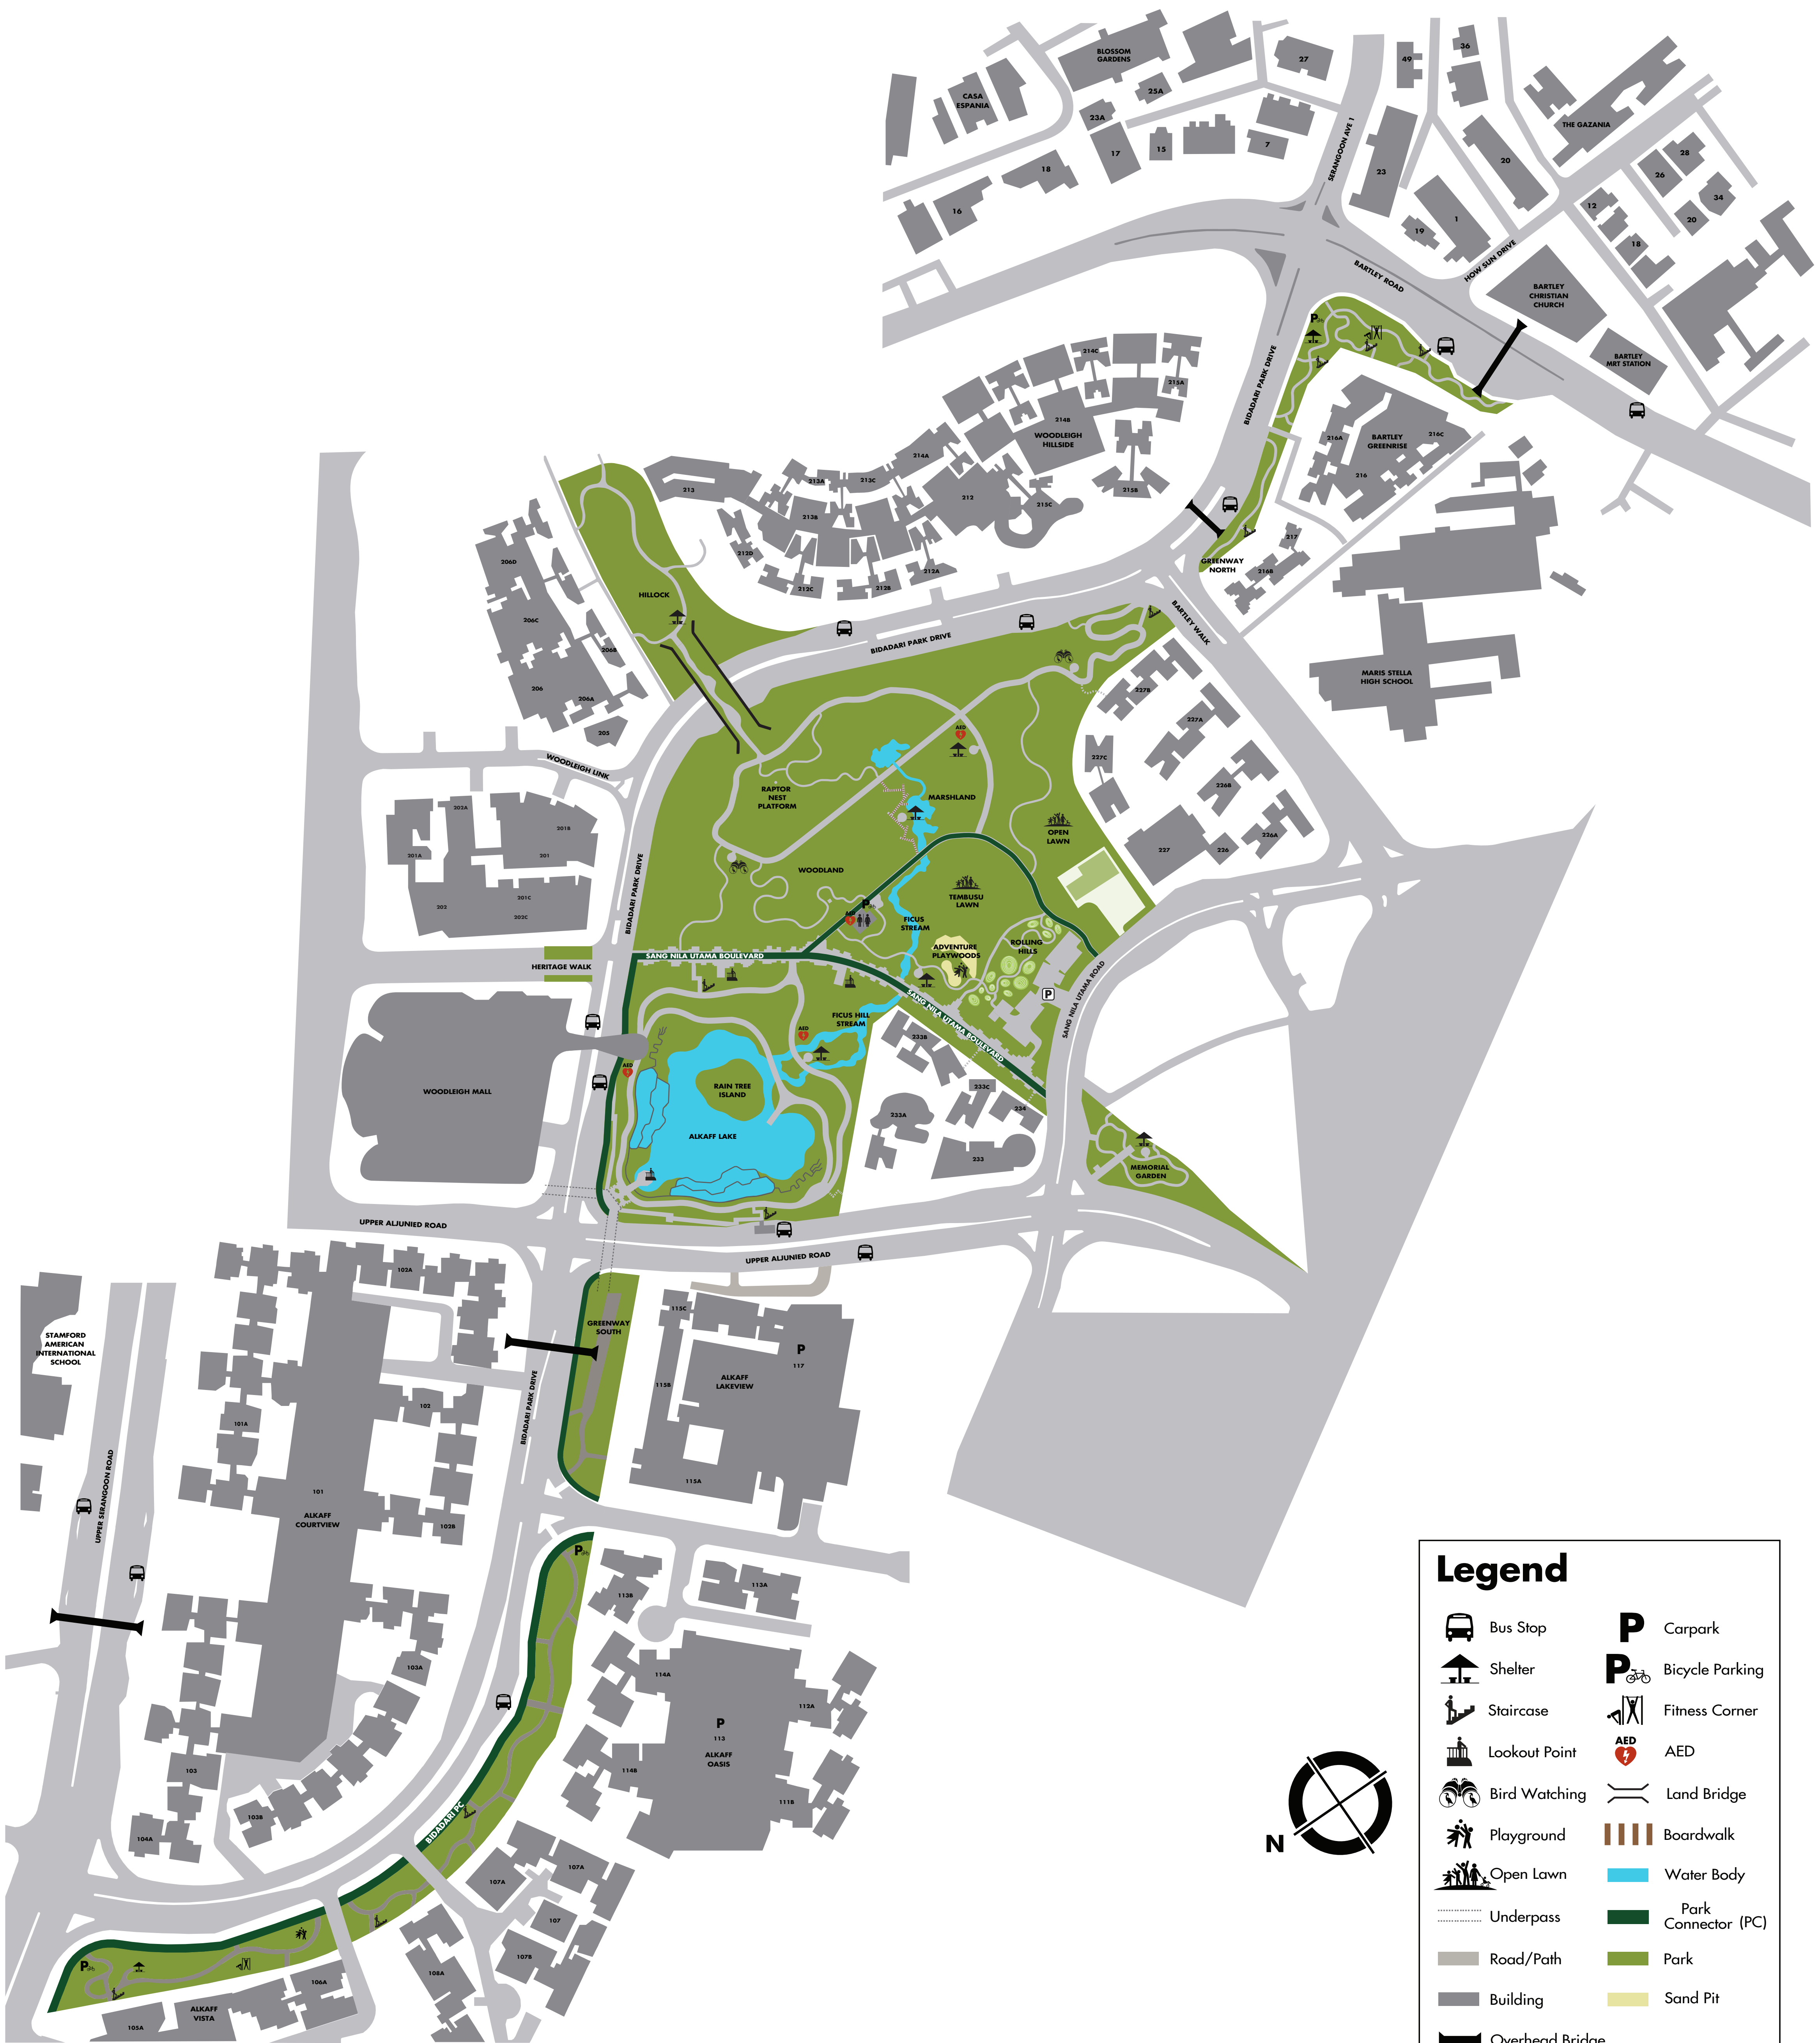 BLOSSOM
GARDENS
27
49
36
CASA
ESPANIA
25A
23A
THE GAZANIA
17
15
7
SERANGOON AVE 1
23
20
28
26
34
18
16
12
20
1
19
18
HOW SUN DRIVE
BARTLEY ROAD
BARTLEY
CHRISTIAN
CHURCH
BARTLEY
MRT STATION
214C
215A
214B
WOODLEIGH
HILLSIDE
BIDADARI PARK DRIVE
216A
BARTLEY
GREENRISE
216C
216
214A
213
213A
213C
212
215B
215C
213B
212D
212C
212B
212A
217
216B
GREENWAY
NORTH
206D
HILLOCK
206C
206B
206
206A
205
BIDADARI PARK DRIVE
BARTLEY WALK
MARIS STELLA
HIGH SCHOOL
227B
227A
227C
226B
226A
227
226
WOODLEIGH LINK
AED
RAPTOR
NEST
PLATFORM
MARSHLAND
OPEN
LAWN
202A
201B
201A
201
201C
202
202C
BIDADARI PARK DRIVE
WOODLAND
TEMBUSU
LAWN
P
AED
FICUS
STREAM
ADVENTURE
PLAYWOODS
ROLLING
HILLS
HERITAGE WALK
SANG NILA UTAMA BOULEVARD
SANG NILA UTAMA BOULEVARD
P
SANG NILA UTAMA ROAD
FICUS HILL
STREAM
AED
AED
233B
233C
234
233A
233
WOODLEIGH MALL
RAIN TREE
ISLAND
ALKAFF LAKE
MEMORIAL
GARDEN
UPPER ALJUNIED ROAD
UPPER ALJUNIED ROAD
102A
STAMFORD
AMERICAN
INTERNATIONAL
SCHOOL
GREENWAY
SOUTH
115C
P
117
115B
ALKAFF
LAKEVIEW
115A
BIDADARI PARK DRIVE
102
101A
101
ALKAFF
COURTVIEW
102B
UPPER SERANGOON ROAD
P
113B
113A
114A
112A
P
113
ALKAFF
OASIS
114B
111B
103A
103
103B
104A
BIDADARI PC
107A
107A
107
107B
108A
P
106A
ALKAFF
VISTA
105A
N
Legend
Bus Stop
P Carpark
Shelter
P Bicycle Parking
Staircase
Fitness Corner
Lookout Point
AED AED
Bird Watching
Land Bridge
Playground
Boardwalk
Open Lawn
Water Body
Underpass
Park
Connector (PC)
Road/Path
Park
Building
Sand Pit
Overhead Bridge
P